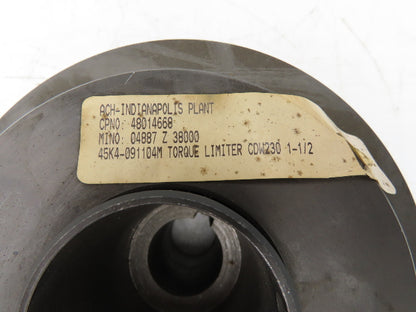 ACH-INDIANAPOLIS PLANT
CPNO: 48014668
MINO: 04887 Z 38000
45K4-091104M TORQUE LIMITER CDW230 1-1/2